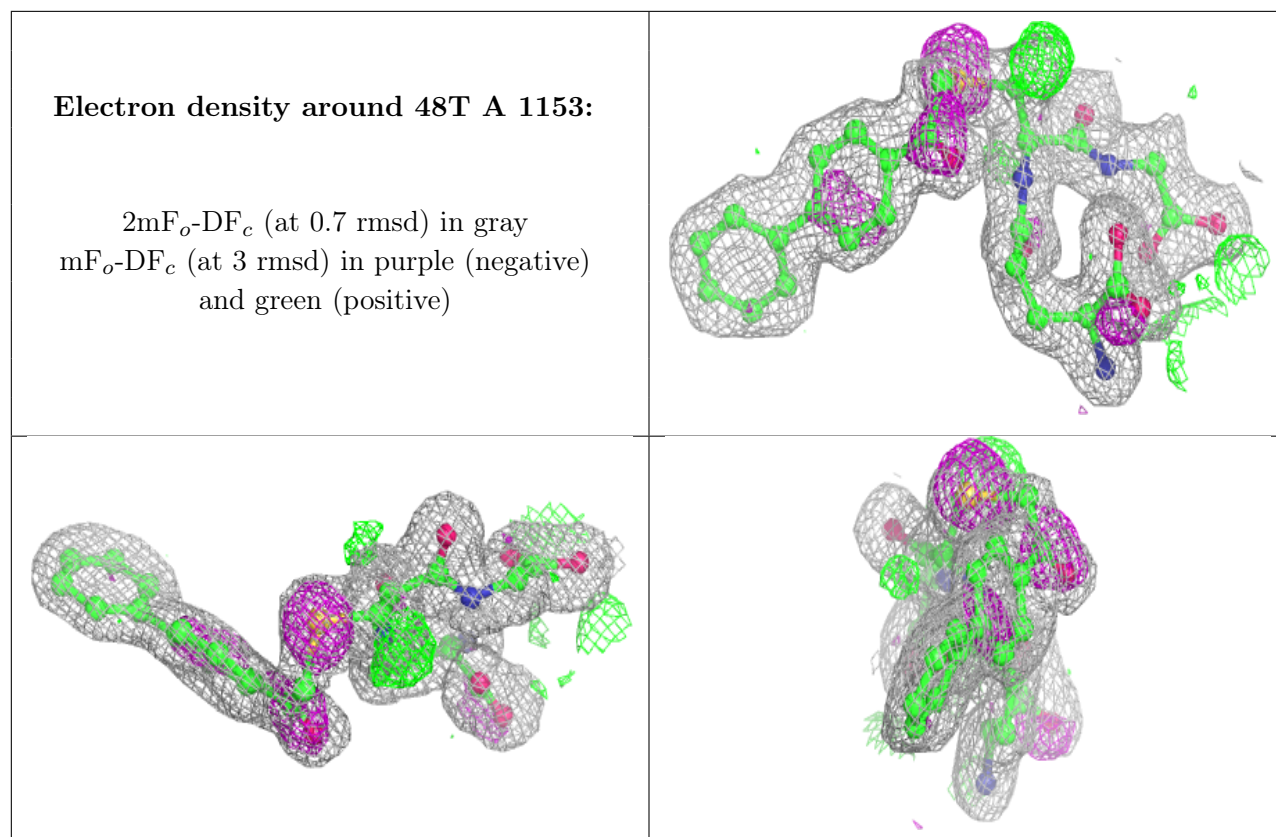 Electron density around 48T A 1153:
2mFₒ-DF𝒸 (at 0.7 rmsd) in gray
mFₒ-DF𝒸 (at 3 rmsd) in purple (negative)
and green (positive)